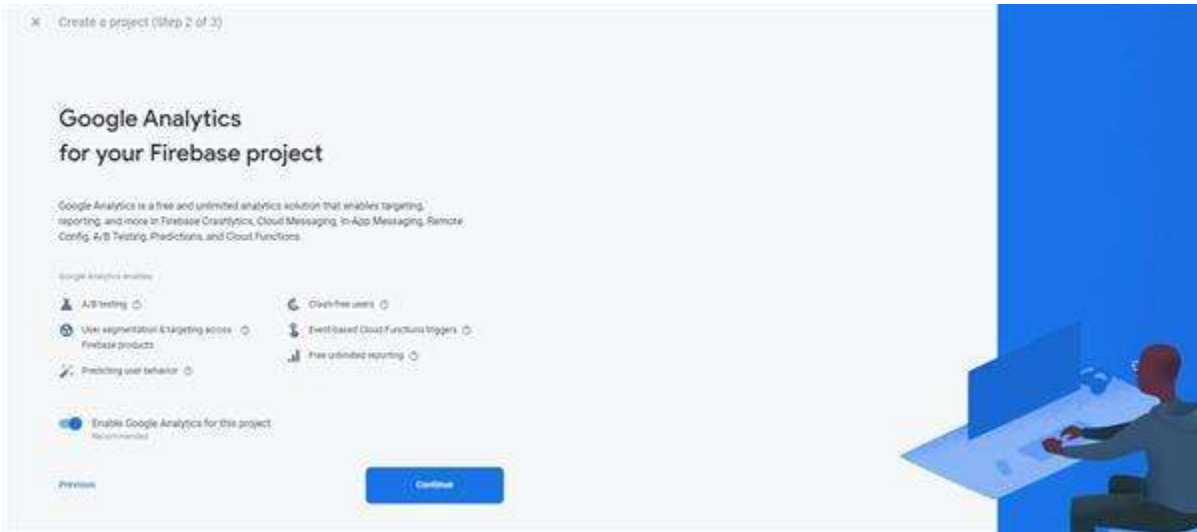 Create a project (Step 2 of 3)
Google Analytics
for your Firebase project
Google Analytics is a free and unlimited analytics solution that enables targeting,
reporting, and more in Firebase Crashlytics, Cloud Messaging, In-App Messaging, Remote
Config, A/B Testing, Predictions, and Cloud Functions.
Google Analytics enables:
A/B testing
Crash-free users
User segmentation & targeting across
Firebase products
Event-based Cloud Functions triggers
Free unlimited reporting
Predicting user behavior
Enable Google Analytics for this project
Recommended
Previous
Continue